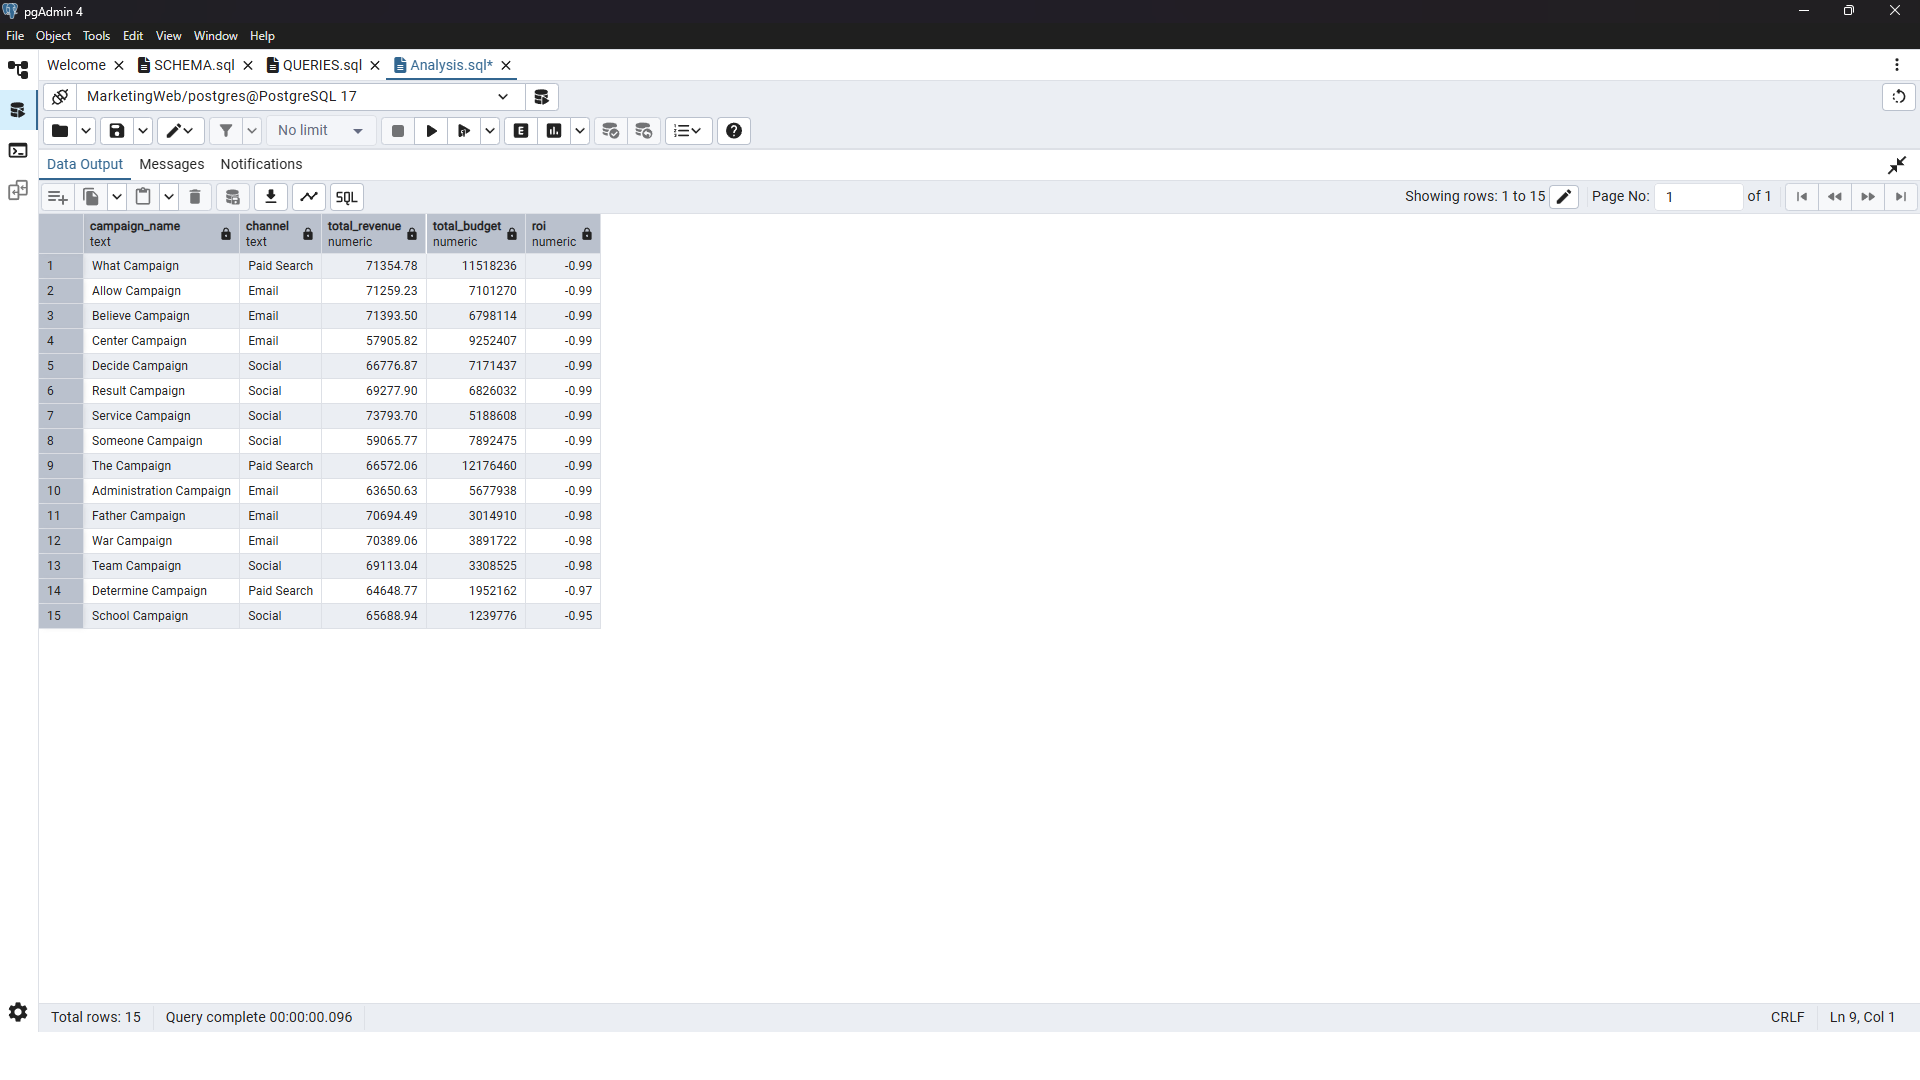 pgAdmin 4
File Object Tools Edit View Window Help
Welcome SCHEMA.sql QUERIES.sql Analysis.sql*
MarketingWeb/postgres@PostgreSQL 17
No limit E
Data Output Messages Notifications
SQL Showing rows: 1 to 15 Page No: 1 of 1
campaign_name channel total_revenue total_budget roi
text text numeric numeric numeric
1 What Campaign Paid Search 71354.78 11518236 -0.99
2 Allow Campaign Email 71259.23 7101270 -0.99
3 Believe Campaign Email 71393.50 6798114 -0.99
4 Center Campaign Email 57905.82 9252407 -0.99
5 Decide Campaign Social 66776.87 7171437 -0.99
6 Result Campaign Social 69277.90 6826032 -0.99
7 Service Campaign Social 73793.70 5188608 -0.99
8 Someone Campaign Social 59065.77 7892475 -0.99
9 The Campaign Paid Search 66572.06 12176460 -0.99
10 Administration Campaign Email 63650.63 5677938 -0.99
11 Father Campaign Email 70694.49 3014910 -0.98
12 War Campaign Email 70389.06 3891722 -0.98
13 Team Campaign Social 69113.04 3308525 -0.98
14 Determine Campaign Paid Search 64648.77 1952162 -0.97
15 School Campaign Social 65688.94 1239776 -0.95
Total rows: 15 Query complete 00:00:00.096 CRLF Ln 9, Col 1